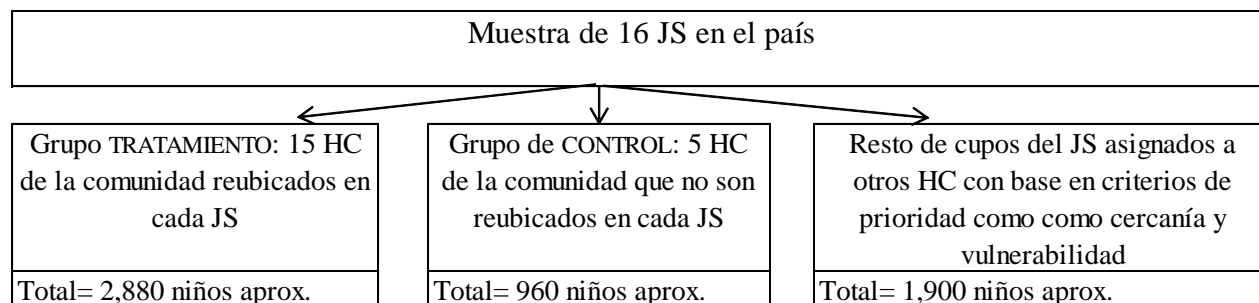 Muestra de 16 JS en el país
Grupo TRATAMIENTO: 15 HC
de la comunidad reubicados en
cada JS
Total= 2,880 niños aprox.
Grupo de CONTROL: 5 HC
de la comunidad que no son
reubicados en cada JS
Total= 960 niños aprox.
Resto de cupos del JS asignados a
otros HC con base en criterios de
prioridad como como cercanía y
vulnerabilidad
Total= 1,900 niños aprox.